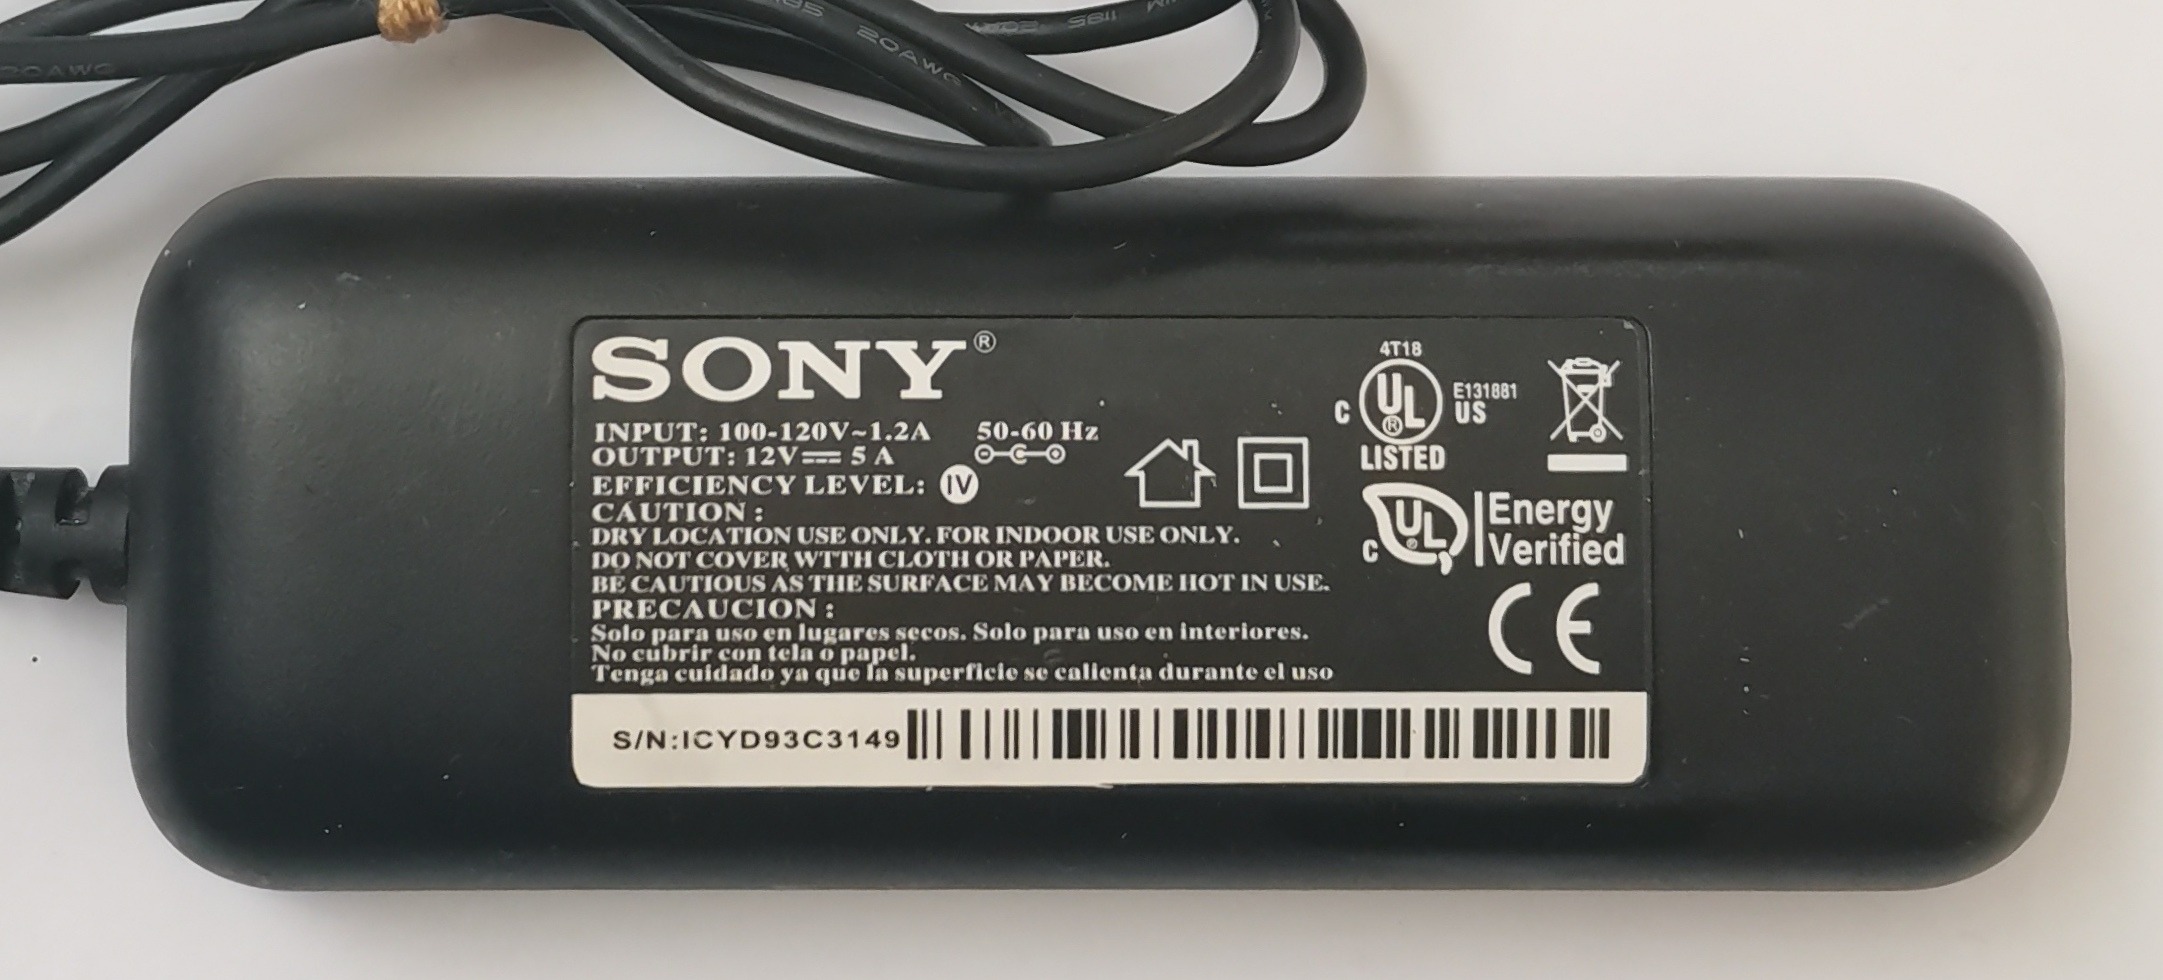 20AWG
1185
20AWG
SONY®
INPUT: 100-120V~1.2A 50-60 Hz
OUTPUT: 12V⎓ 5 A
EFFICIENCY LEVEL: IV
CAUTION :
DRY LOCATION USE ONLY. FOR INDOOR USE ONLY.
DO NOT COVER WTTH CLOTH OR PAPER.
BE CAUTIOUS AS THE SURFACE MAY BECOME HOT IN USE.
PRECAUCION :
Solo para uso en lugares secos. Solo para uso en interiores.
No cubrir con tela o papel.
Tenga cuidado ya que la superficie se calienta durante el uso
4T18
C UL® US
E131881
LISTED
C UL® Energy
Verified
CE
S/N:ICYD93C3149